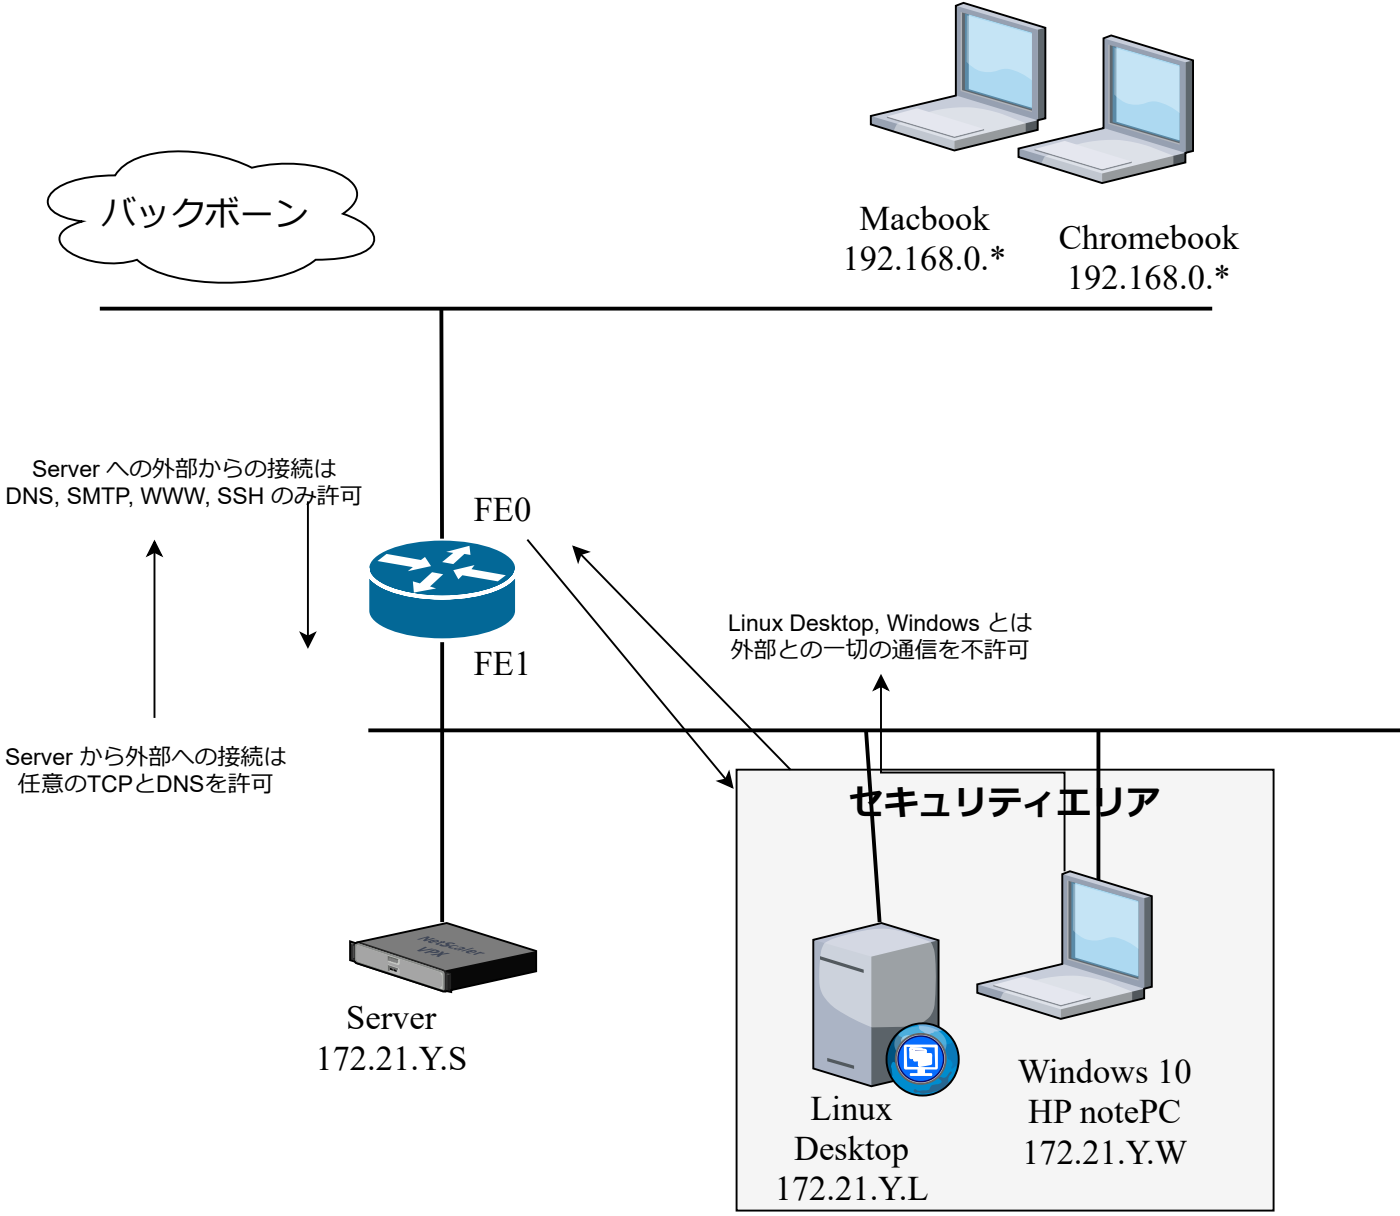 バックボーン
Macbook
192.168.0.*
Chromebook
192.168.0.*
Server への外部からの接続は
DNS, SMTP, WWW, SSH のみ許可
FE0
FE1
Linux Desktop, Windows とは
外部との一切の通信を不許可
Server から外部への接続は
任意のTCPとDNSを許可
セキュリティエリア
NetScaler
VPX
Server
172.21.Y.S
Linux
Desktop
172.21.Y.L
Windows 10
HP notePC
172.21.Y.W